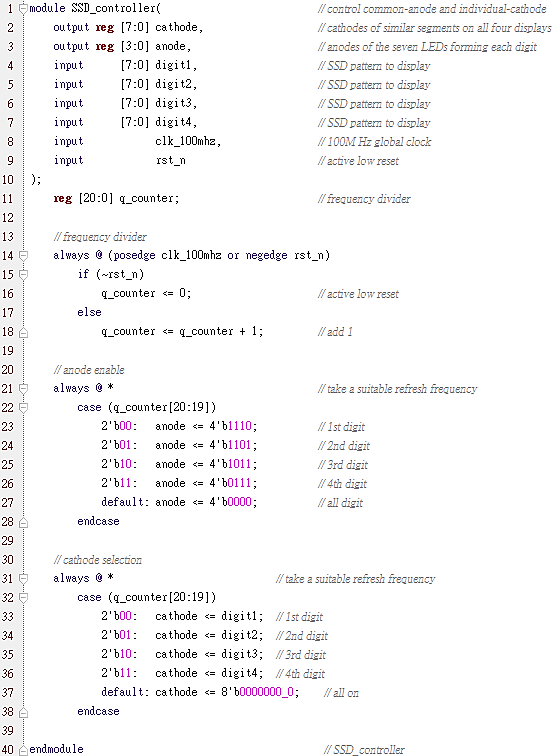 1 module SSD_controller( // control common-anode and individual-cathode
2 output reg [7:0] cathode, // cathodes of similar segments on all four displays
3 output reg [3:0] anode, // anodes of the seven LEDs forming each digit
4 input [7:0] digit1, // SSD pattern to display
5 input [7:0] digit2, // SSD pattern to display
6 input [7:0] digit3, // SSD pattern to display
7 input [7:0] digit4, // SSD pattern to display
8 input clk_100mhz, // 100M Hz global clock
9 input rst_n // active low reset
10 );
11 reg [20:0] q_counter; // frequency divider
12
13 // frequency divider
14 always @ (posedge clk_100mhz or negedge rst_n)
15 if (~rst_n)
16 q_counter <= 0; // active low reset
17 else
18 q_counter <= q_counter + 1; // add 1
19
20 // anode enable
21 always @ * // take a suitable refresh frequency
22 case (q_counter[20:19])
23 2'b00: anode <= 4'b1110; // 1st digit
24 2'b01: anode <= 4'b1101; // 2nd digit
25 2'b10: anode <= 4'b1011; // 3rd digit
26 2'b11: anode <= 4'b0111; // 4th digit
27 default: anode <= 4'b0000; // all digit
28 endcase
29
30 // cathode selection
31 always @ * // take a suitable refresh frequency
32 case (q_counter[20:19])
33 2'b00: cathode <= digit1; // 1st digit
34 2'b01: cathode <= digit2; // 2nd digit
35 2'b10: cathode <= digit3; // 3rd digit
36 2'b11: cathode <= digit4; // 4th digit
37 default: cathode <= 8'b0000000_0; // all on
38 endcase
39
40 endmodule // SSD_controller